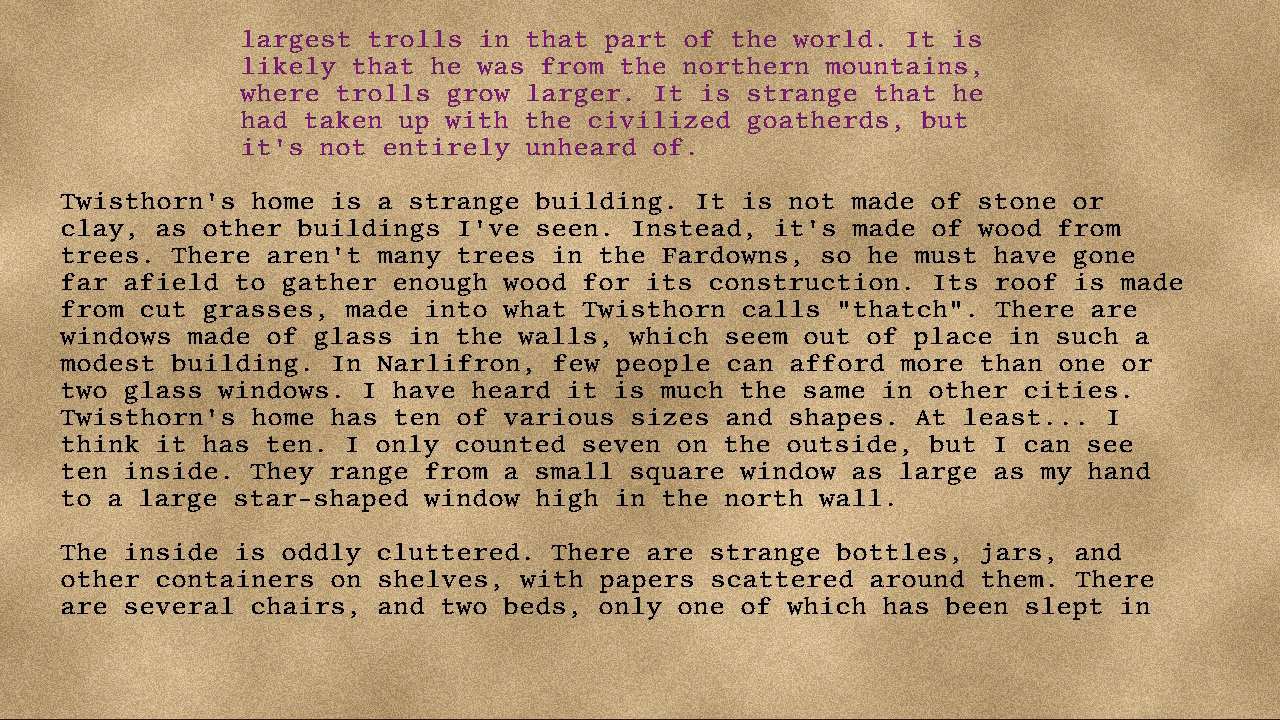 largest trolls in that part of the world. It is
likely that he was from the northern mountains,
where trolls grow larger. It is strange that he
had taken up with the civilized goatherds, but
it's not entirely unheard of.
Twisthorn's home is a strange building. It is not made of stone or
clay, as other buildings I've seen. Instead, it's made of wood from
trees. There aren't many trees in the Fardowns, so he must have gone
far afield to gather enough wood for its construction. Its roof is made
from cut grasses, made into what Twisthorn calls "thatch". There are
windows made of glass in the walls, which seem out of place in such a
modest building. In Narlifron, few people can afford more than one or
two glass windows. I have heard it is much the same in other cities.
Twisthorn's home has ten of various sizes and shapes. At least... I
think it has ten. I only counted seven on the outside, but I can see
ten inside. They range from a small square window as large as my hand
to a large star-shaped window high in the north wall.
The inside is oddly cluttered. There are strange bottles, jars, and
other containers on shelves, with papers scattered around them. There
are several chairs, and two beds, only one of which has been slept in